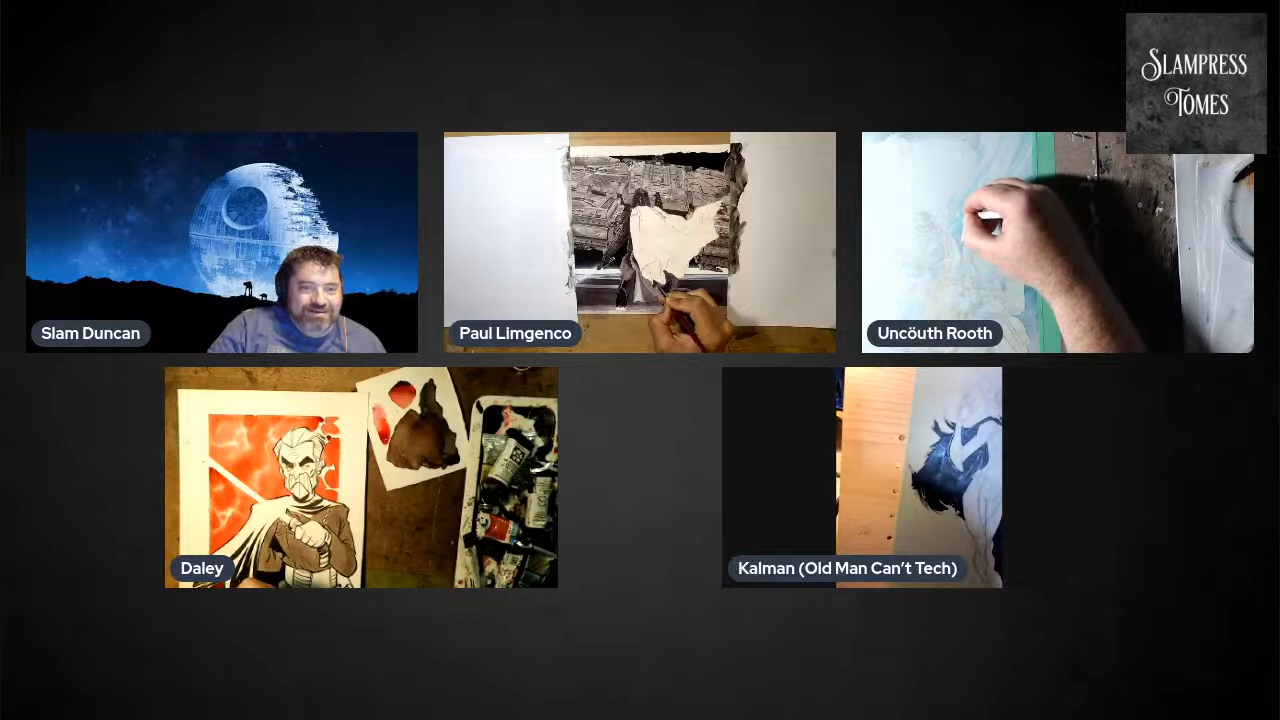 SLAMPRESS
TOMES
Slam Duncan
Paul Limgenco
Uncöuth Rooth
Daley
Kalman (Old Man Can't Tech)